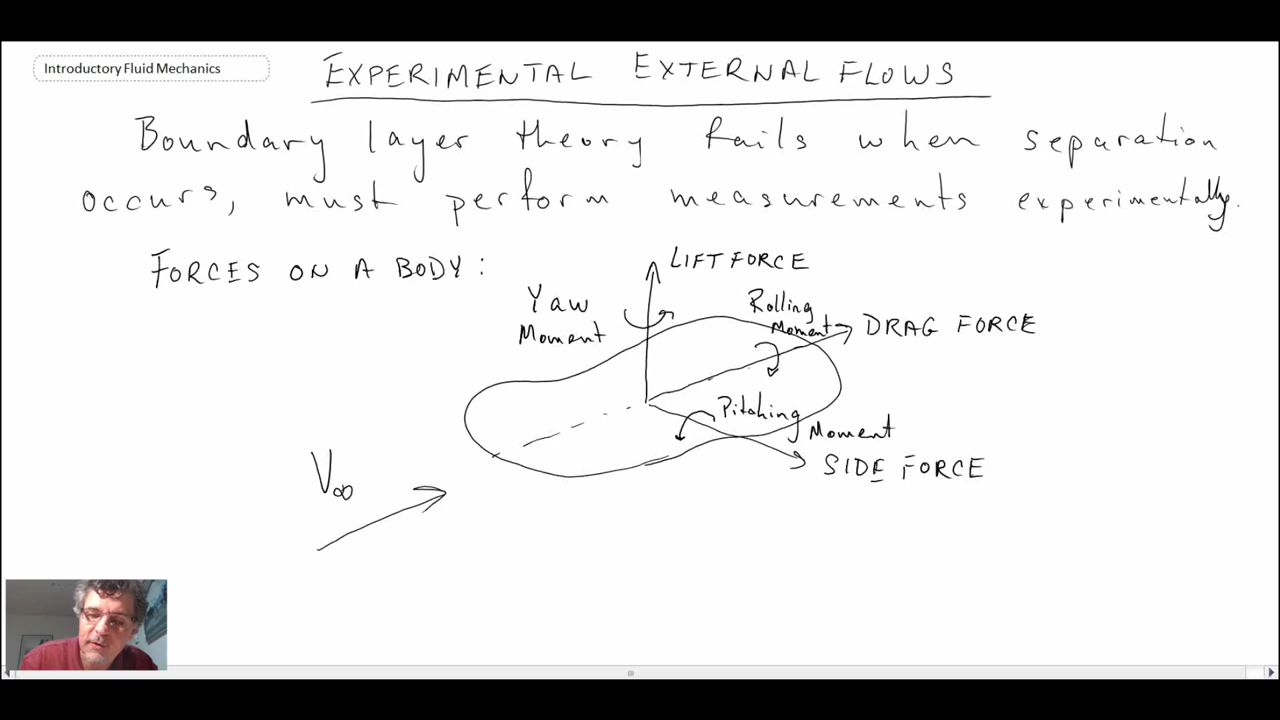 Introductory Fluid Mechanics
EXPERIMENTAL EXTERNAL FLOWS
Boundary layer theory fails when separation
occurs, must perform measurements experimentally.
FORCES ON A BODY:
LIFT FORCE
Yaw
Moment
Rolling
Moment
DRAG FORCE
Pitching
Moment
SIDE FORCE
V∞